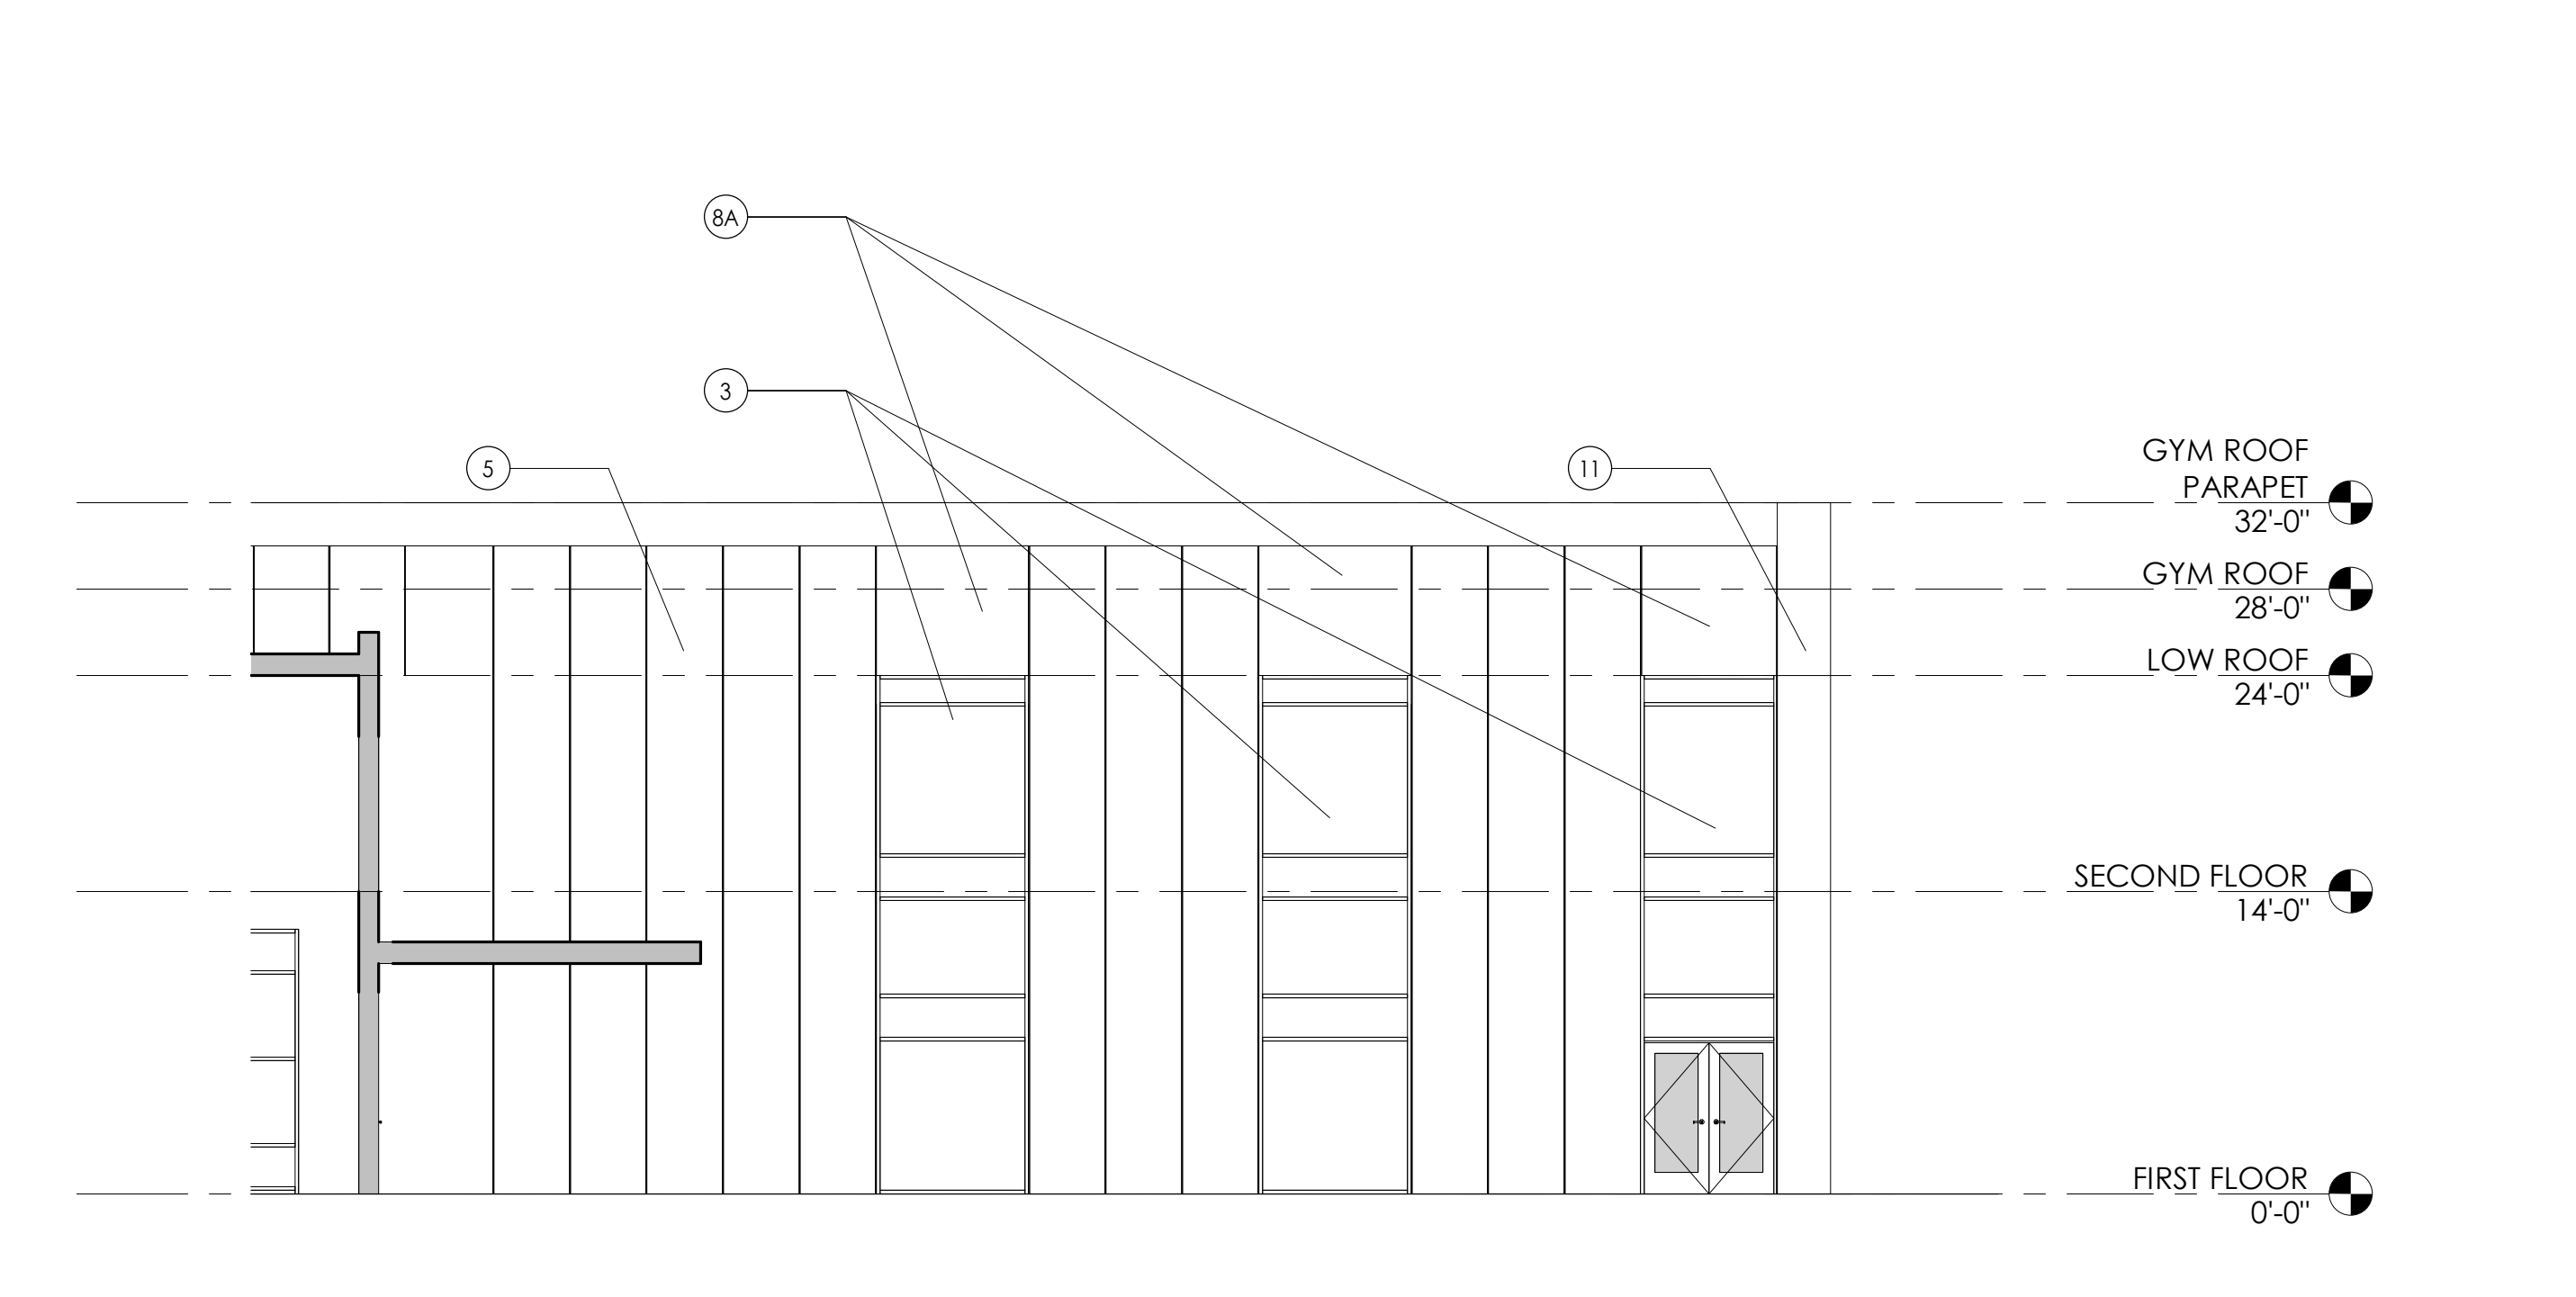 8A
3
5
11
GYM ROOF
PARAPET
32'-0"
GYM ROOF
28'-0"
LOW ROOF
24'-0"
SECOND FLOOR
14'-0"
FIRST FLOOR
0'-0"